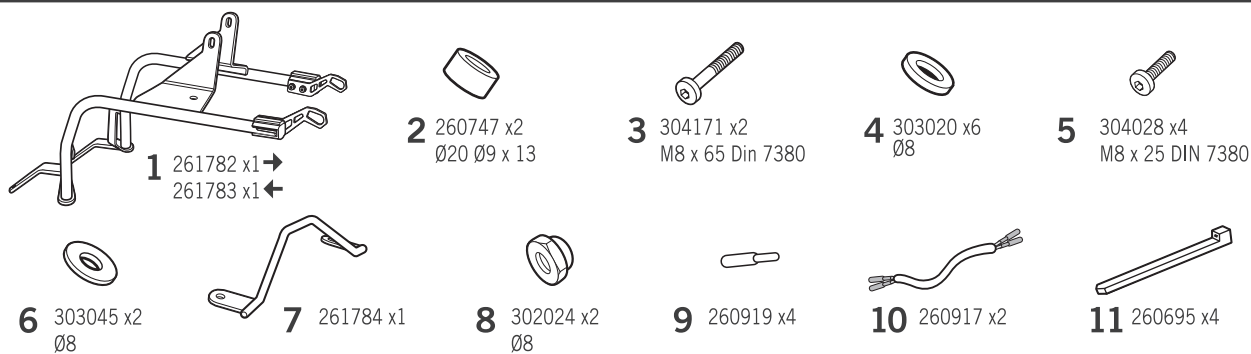 1 261782 x1 →
261783 x1 ←
2 260747 x2
Ø20 Ø9 x 13
3 304171 x2
M8 x 65 Din 7380
4 303020 x6
Ø8
5 304028 x4
M8 x 25 DIN 7380
6 303045 x2
Ø8
7 261784 x1
8 302024 x2
Ø8
9 260919 x4
10 260917 x2
11 260695 x4